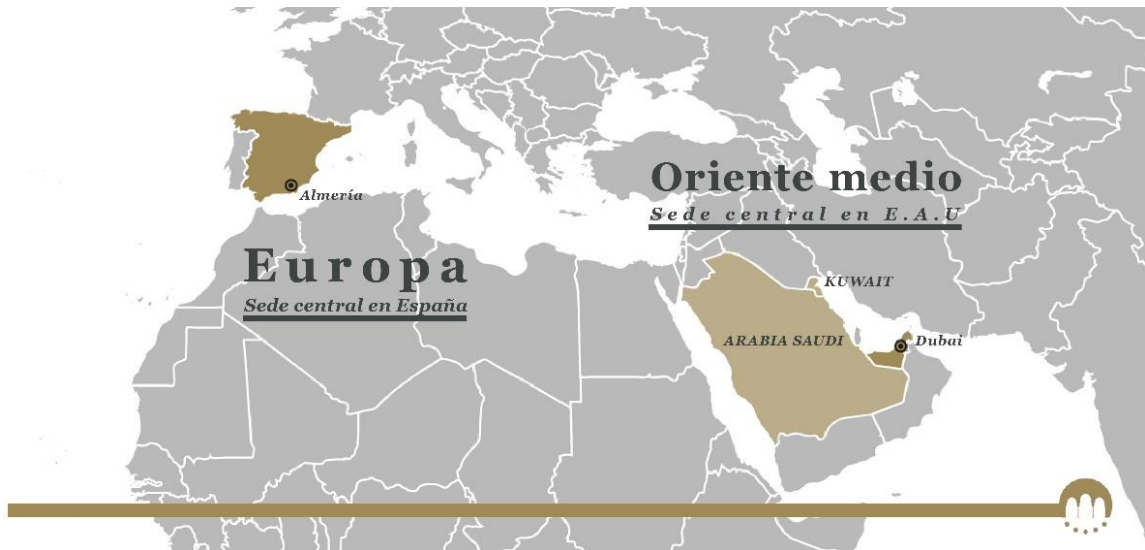 Almería
Europa
Sede central en España
Oriente medio
Sede central en E.A.U
KUWAIT
ARABIA SAUDI
Dubai